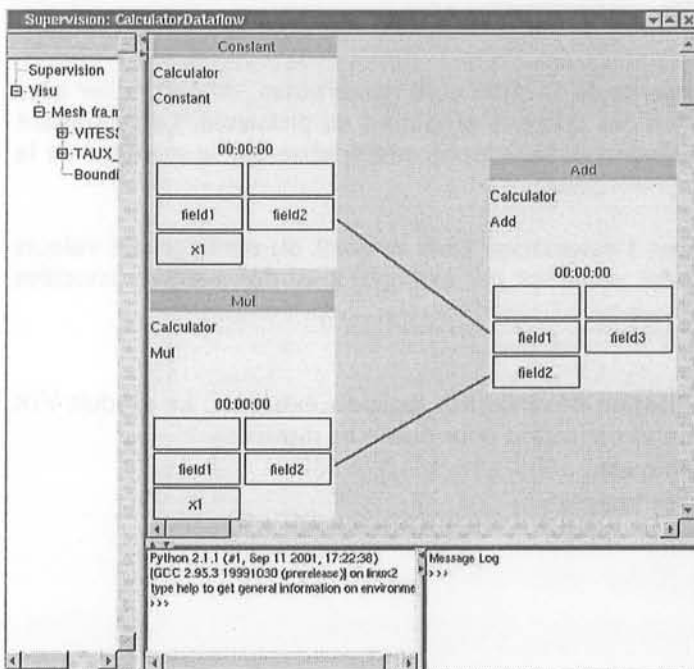 Supervision: CalculatorDataflow
Supervision
Visu
Mesh fra.m
VITESS
TAUX_
Boundi
Constant
Calculator
Constant
00:00:00
field1
field2
x1
Mul
Calculator
Mul
00:00:00
field1
field2
x1
Add
Calculator
Add
00:00:00
field1
field3
field2
Python 2.1.1 (#1, Sep 11 2001, 17:22:38)
[GCC 2.95.3 19991030 (prerelease)] on linux2
type help to get general information on environme
>>>
Message Log
>>>